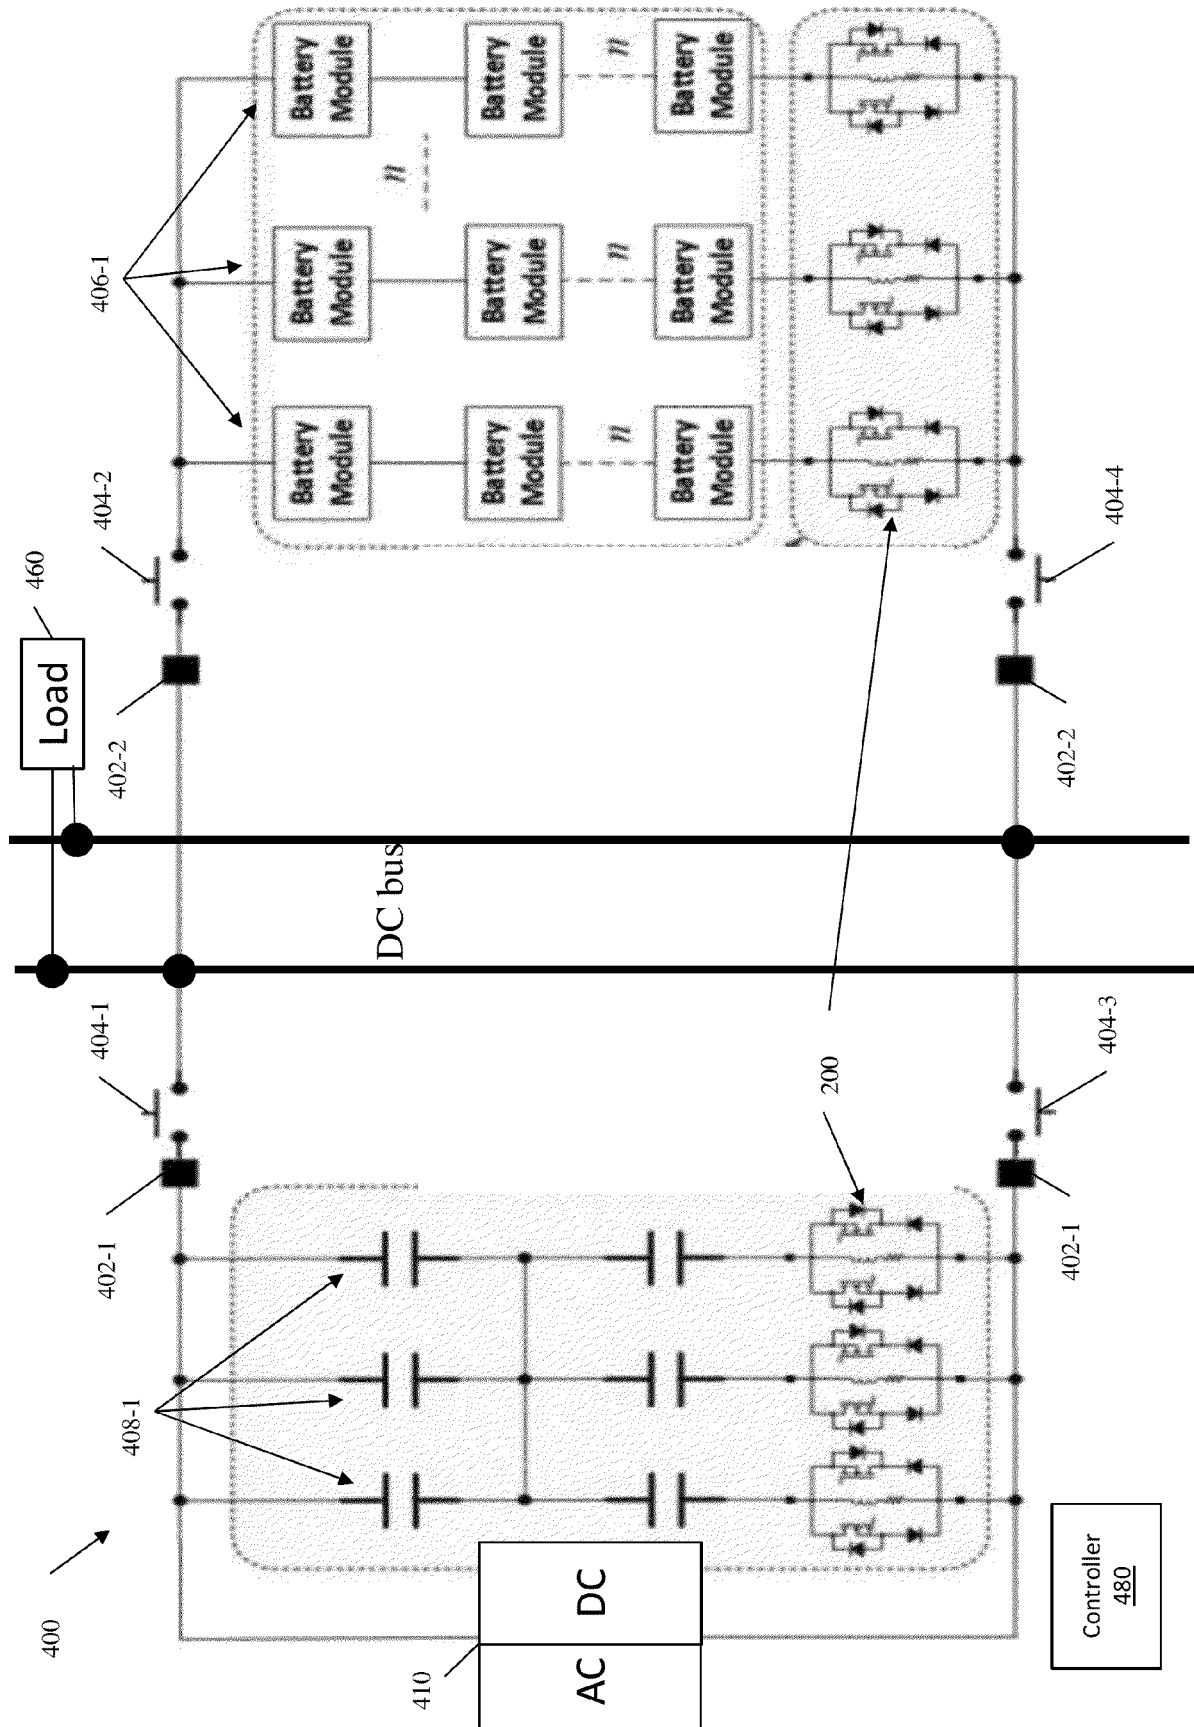 400
410
AC
DC
Controller
480
408-1
402-1
404-1
402-1
404-3
200
DC bus
Load
460
402-2
404-2
402-2
404-4
406-1
Battery
Module
Battery
Module
n
Battery
Module
Battery
Module
Battery
Module
n
Battery
Module
n
Battery
Module
Battery
Module
n
Battery
Module